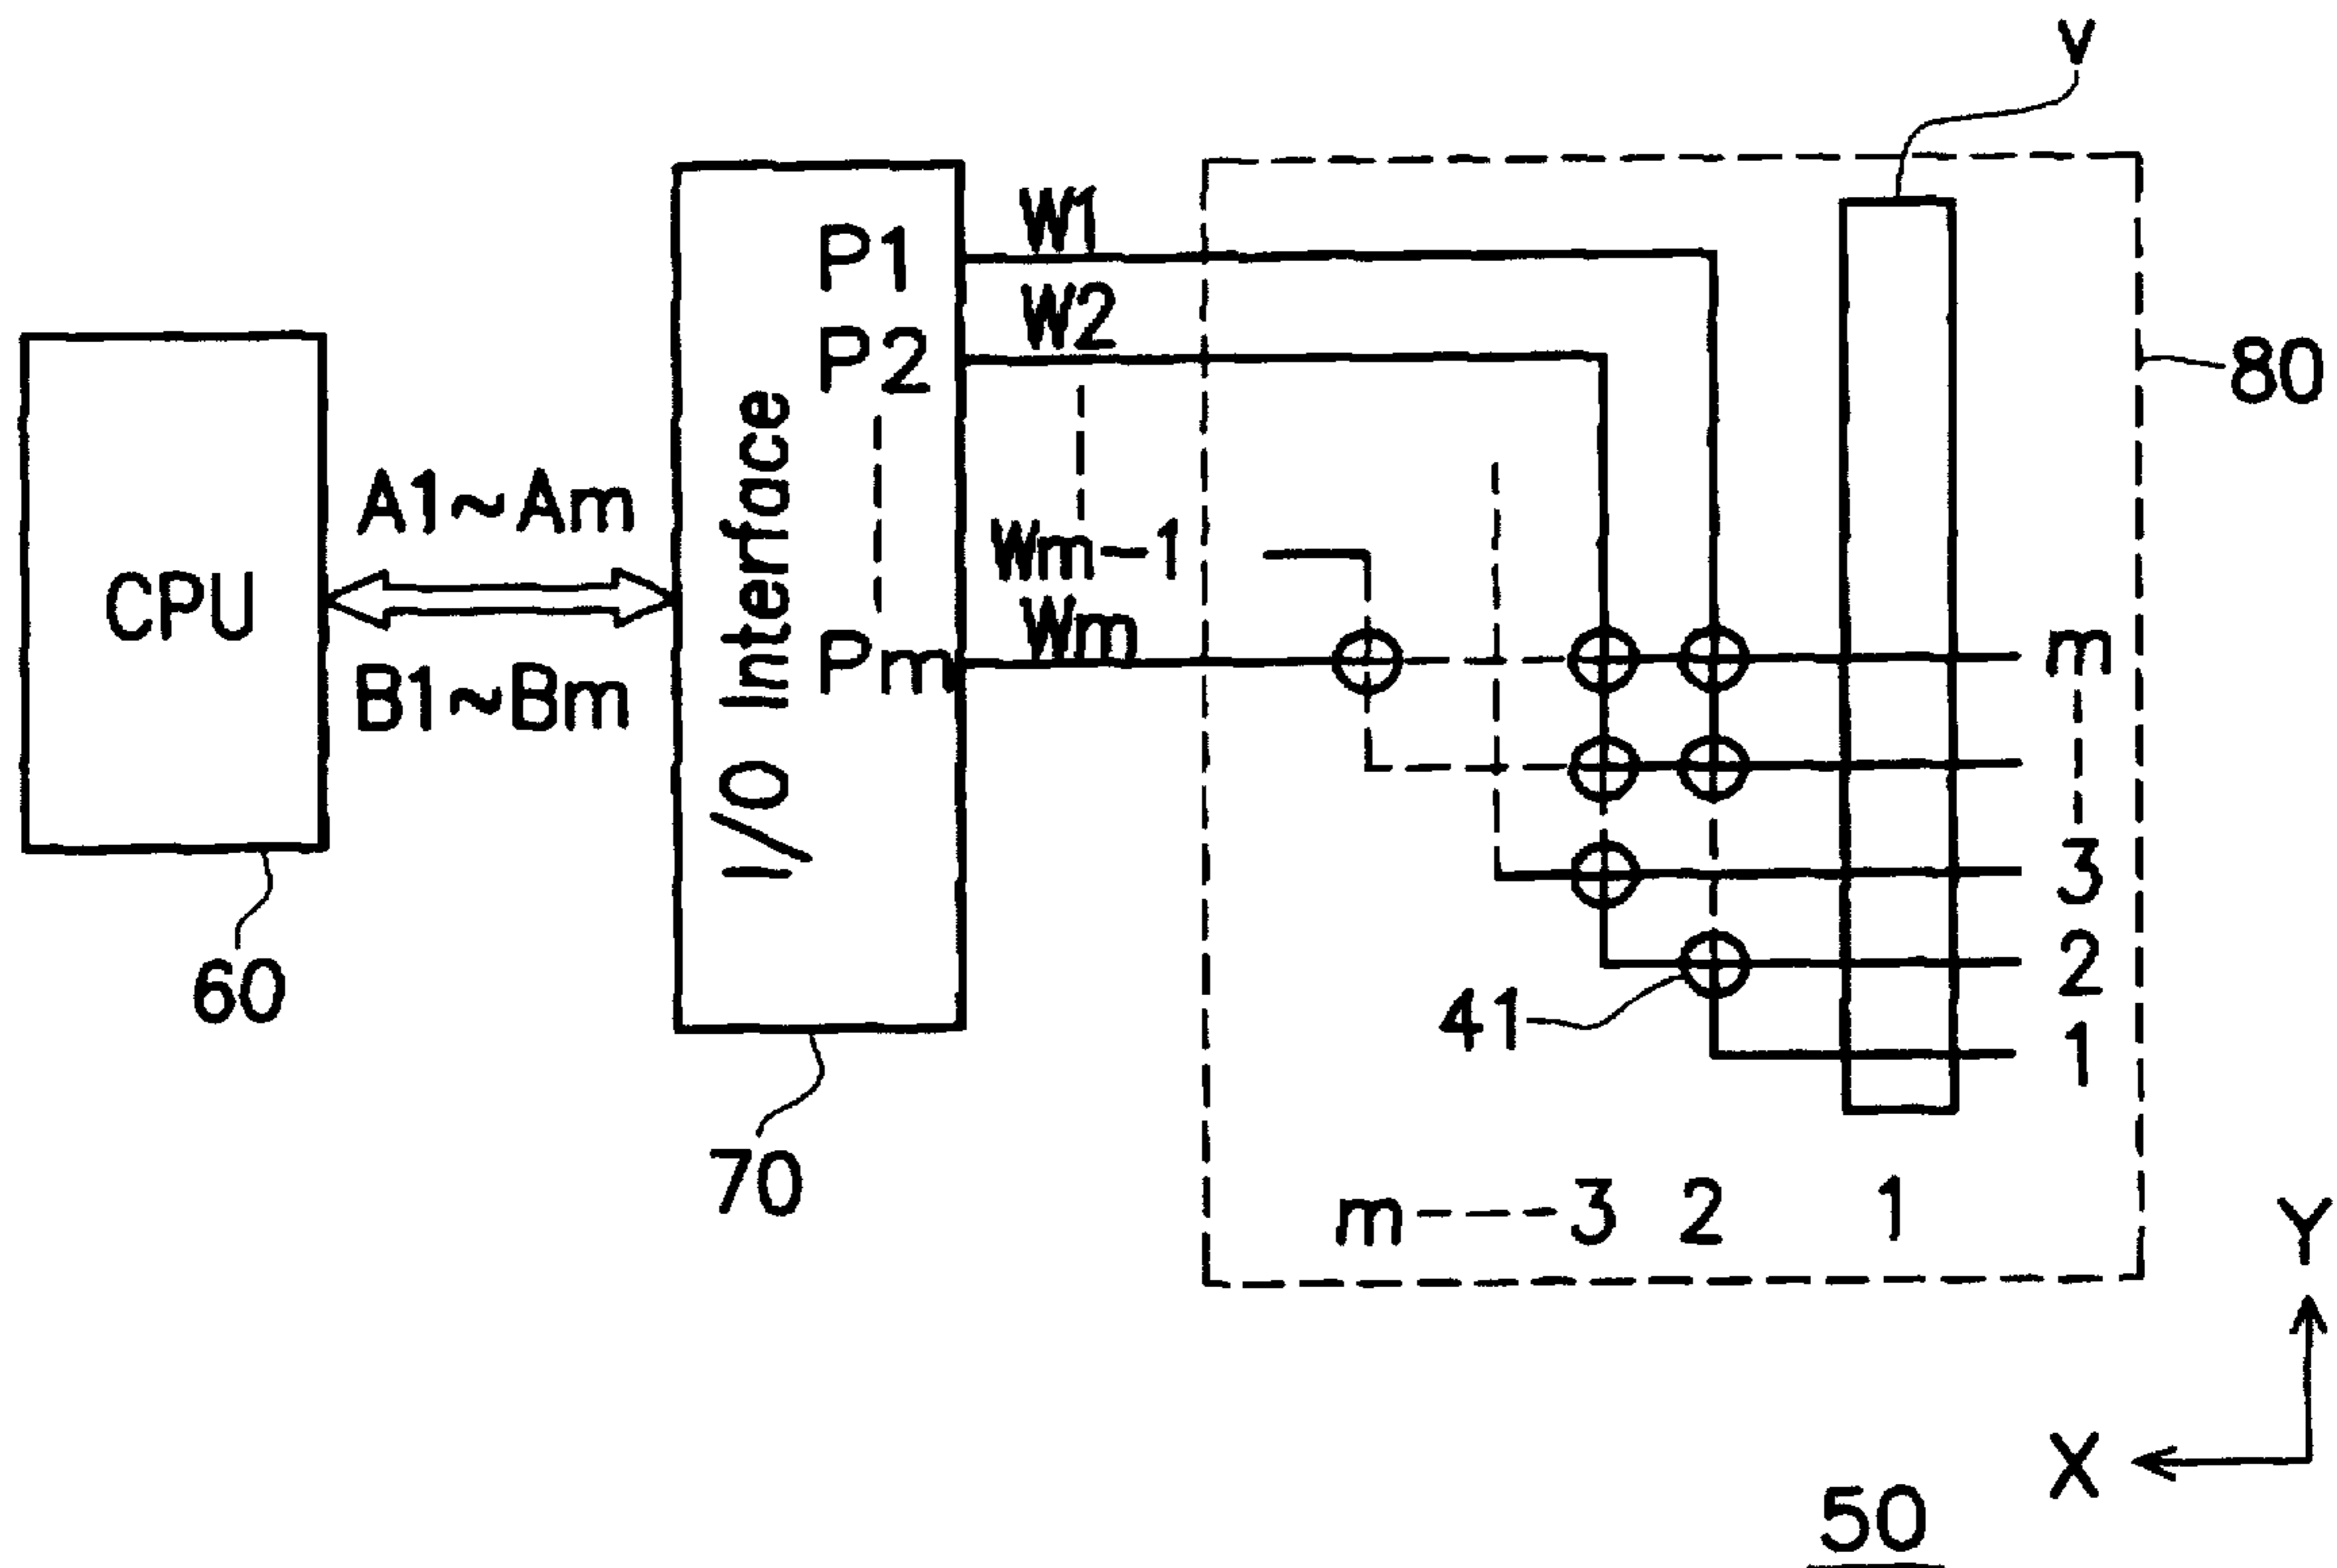 V
W1
P1
W2
P2
80
CPU
A1~Am
B1~Bm
I/O Interface
Wm-1
Wm
Pm
m
3
2
1
41
60
70
m 3 2 1
Y
X
50